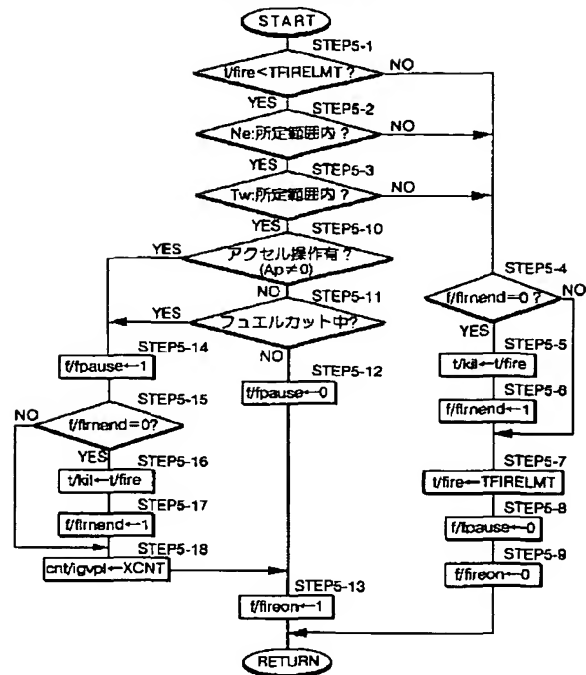 START
STEP5-1
t/fire<TFIRELMT?
NO
YES
STEP5-2
Ne:所定範囲内?
NO
YES
STEP5-3
Tw:所定範囲内?
NO
YES
STEP5-10
アクセル操作有?
(Ap≠0)
YES
NO
STEP5-11
フュエルカット中?
YES
NO
STEP5-12
f/fpause←0
STEP5-14
f/fpause←1
STEP5-15
f/flrnend=0?
NO
YES
STEP5-16
t/kil←t/fire
STEP5-17
f/flrnend←1
STEP5-18
cnt/igvpl←XCNT
STEP5-4
f/flrnend=0?
NO
YES
STEP5-5
t/kil←t/fire
STEP5-6
f/flrnend←1
STEP5-7
t/fire←TFIRELMT
STEP5-8
f/fpause←0
STEP5-9
f/fireon←0
STEP5-13
f/fireon←1
RETURN